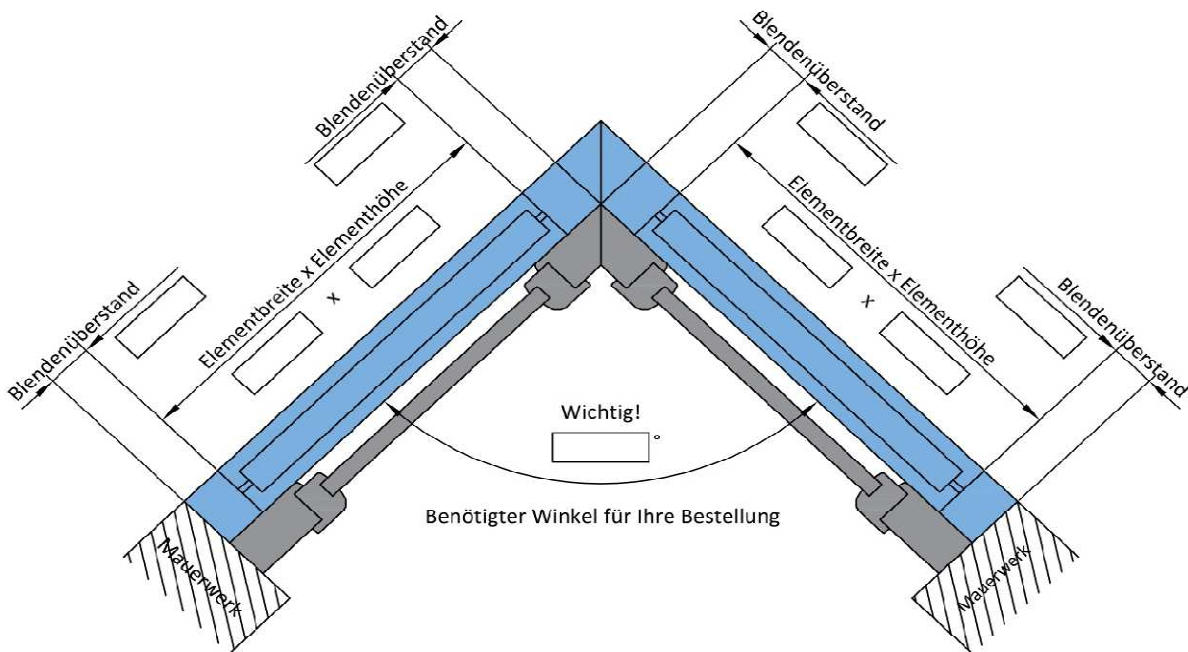 Blendenüberstand
Elementbreite x Elementhöhe
x
Blendenüberstand
Blendenüberstand
Elementbreite x Elementhöhe
x
Blendenüberstand
Wichtig!
°
Benötigter Winkel für Ihre Bestellung
Mauerwerk
Mauerwerk